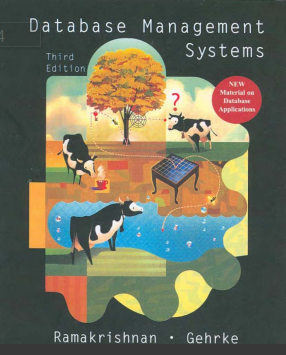 Database Management
Systems
Third
Edition
NEW
Material on
Database
Applications
?
Ramakrishnan • Gehrke